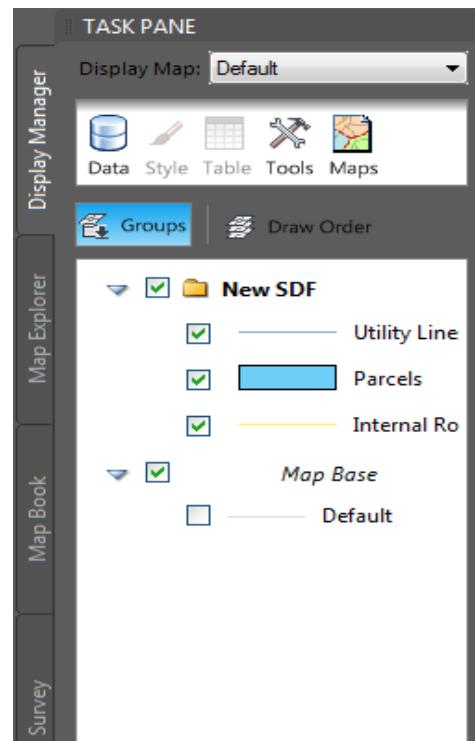 TASK PANE
Display Map: Default
Data Style Table Tools Maps
Groups Draw Order
New SDF
Utility Line
Parcels
Internal Ro
Map Base
Default
Display Manager
Map Explorer
Map Book
Survey